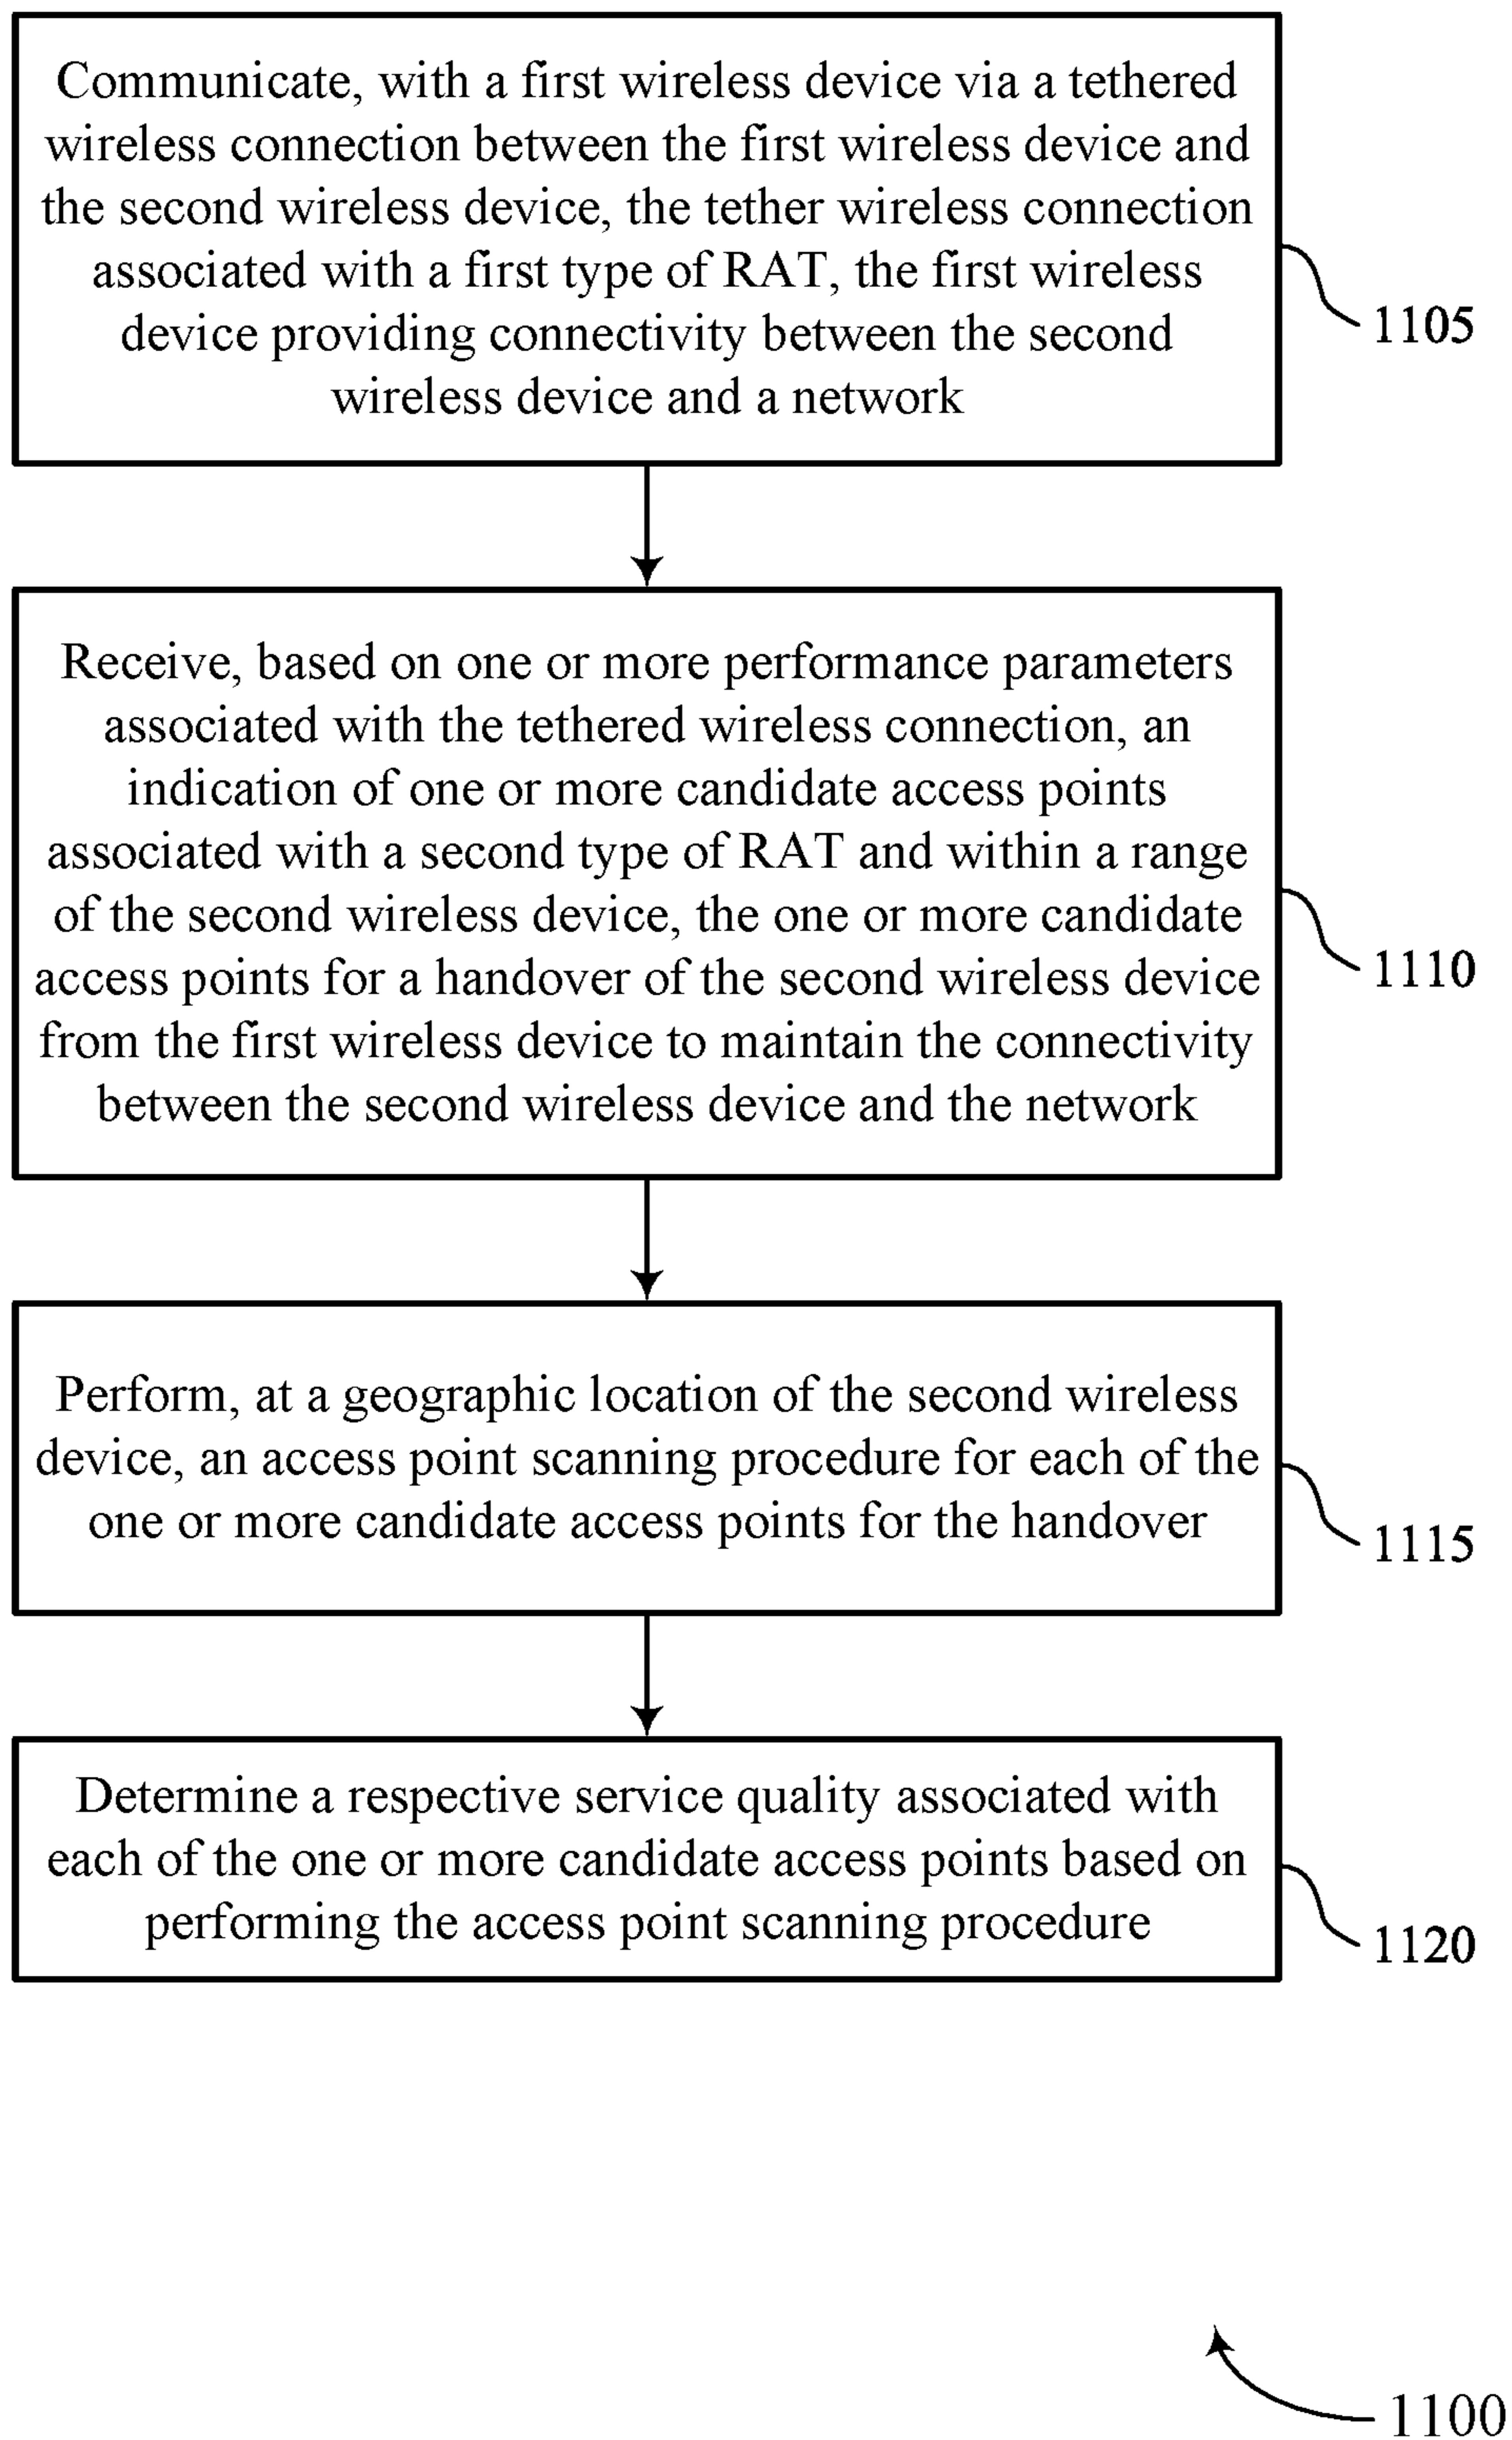 Communicate, with a first wireless device via a tethered
wireless connection between the first wireless device and
the second wireless device, the tether wireless connection
associated with a first type of RAT, the first wireless
device providing connectivity between the second
wireless device and a network
1105
Receive, based on one or more performance parameters
associated with the tethered wireless connection, an
indication of one or more candidate access points
associated with a second type of RAT and within a range
of the second wireless device, the one or more candidate
access points for a handover of the second wireless device
from the first wireless device to maintain the connectivity
between the second wireless device and the network
1110
Perform, at a geographic location of the second wireless
device, an access point scanning procedure for each of the
one or more candidate access points for the handover
1115
Determine a respective service quality associated with
each of the one or more candidate access points based on
performing the access point scanning procedure
1120
1100